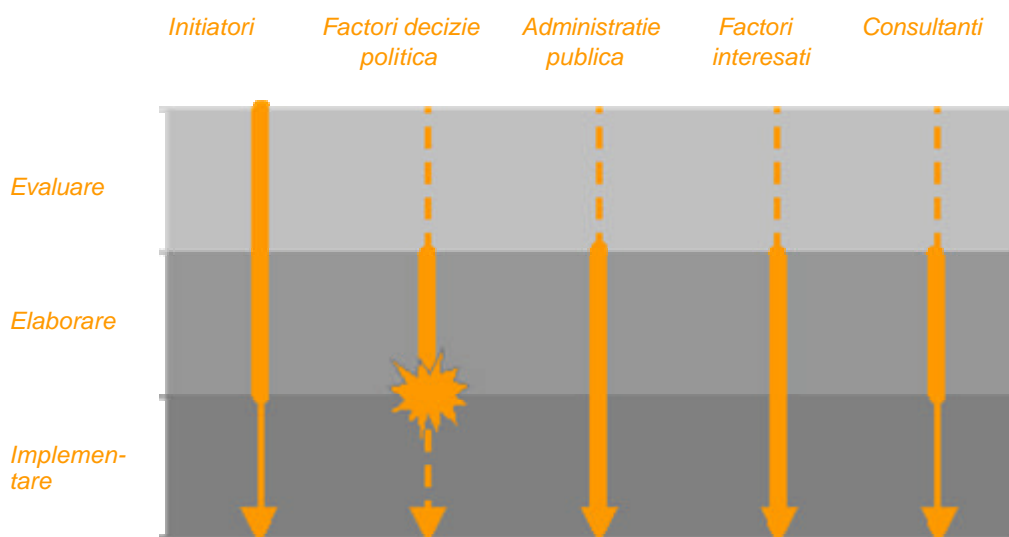 Initiatori
Factori decizie
politica
Administratie
publica
Factori
interesati
Consultanti
Evaluare
Elaborare
Implemen-
tare